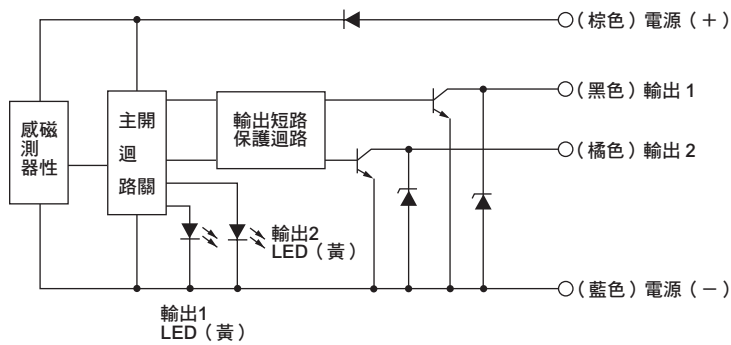 (棕色)電源(+)
(黑色)輸出 1
(橘色)輸出 2
(藍色)電源(-)
磁性
感測器
主開
迴
路關
輸出短路
保護迴路
輸出2
LED(黃)
輸出1
LED(黃)